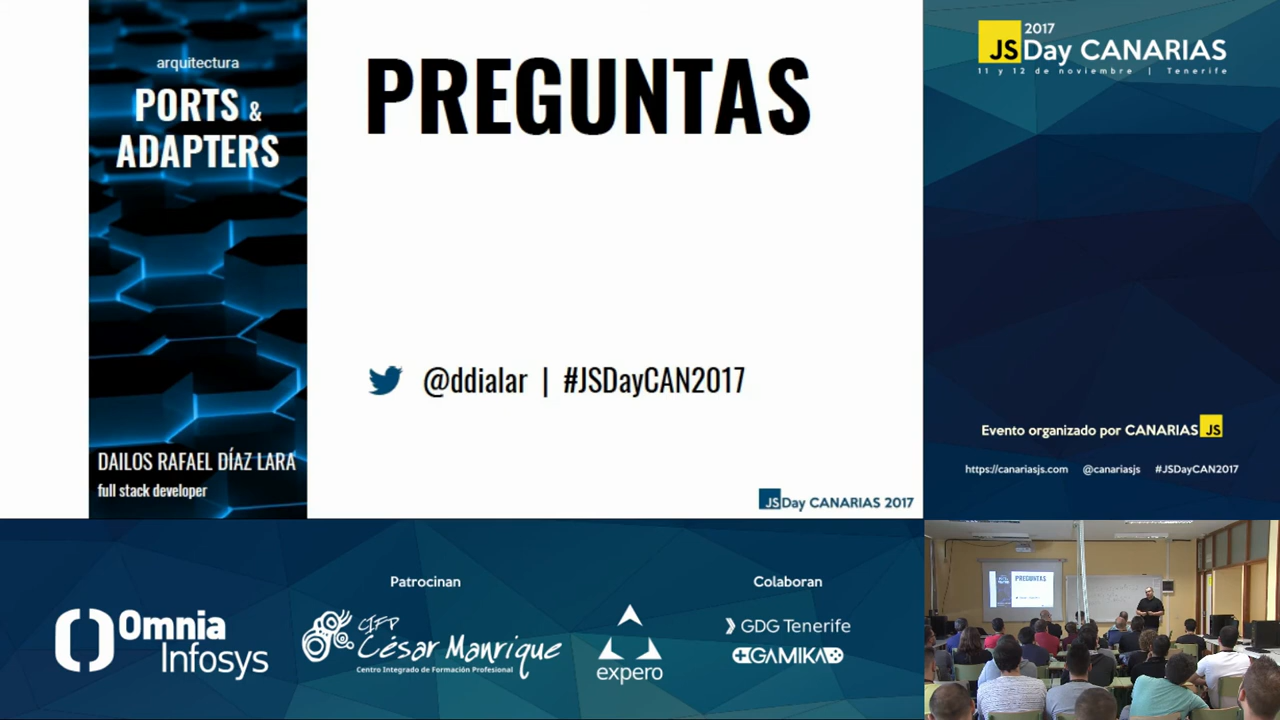 arquitectura
PORTS &
ADAPTERS
DAILOS RAFAEL DÍAZ LARA
full stack developer
PREGUNTAS
@ddialar | #JSDayCAN2017
JS Day CANARIAS 2017
2017
JS Day CANARIAS
11 y 12 de noviembre | Tenerife
Evento organizado por CANARIAS JS
https://canariasjs.com @canariasjs #JSDayCAN2017
Patrocinan
Omnia
Infosys
CIFP
César Manrique
Centro Integrado de Formación Profesional
expero
Colaboran
GDG Tenerife
GAMIKA
PREGUNTAS